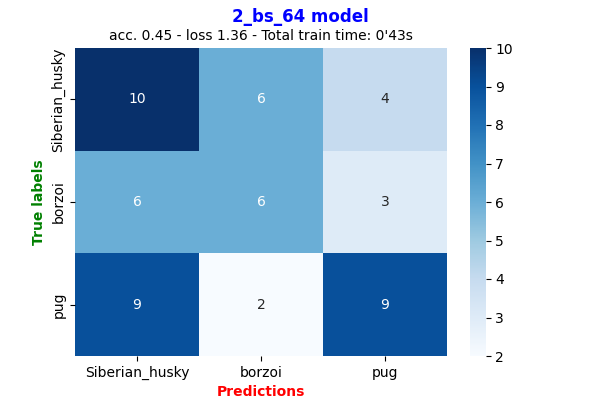 2_bs_64 model
acc. 0.45 - loss 1.36 - Total train time: 0'43s
True labels
Siberian_husky
borzoi
pug
10 6 4
6 6 3
9 2 9
Siberian_husky borzoi pug
Predictions
10
9
8
7
6
5
4
3
2